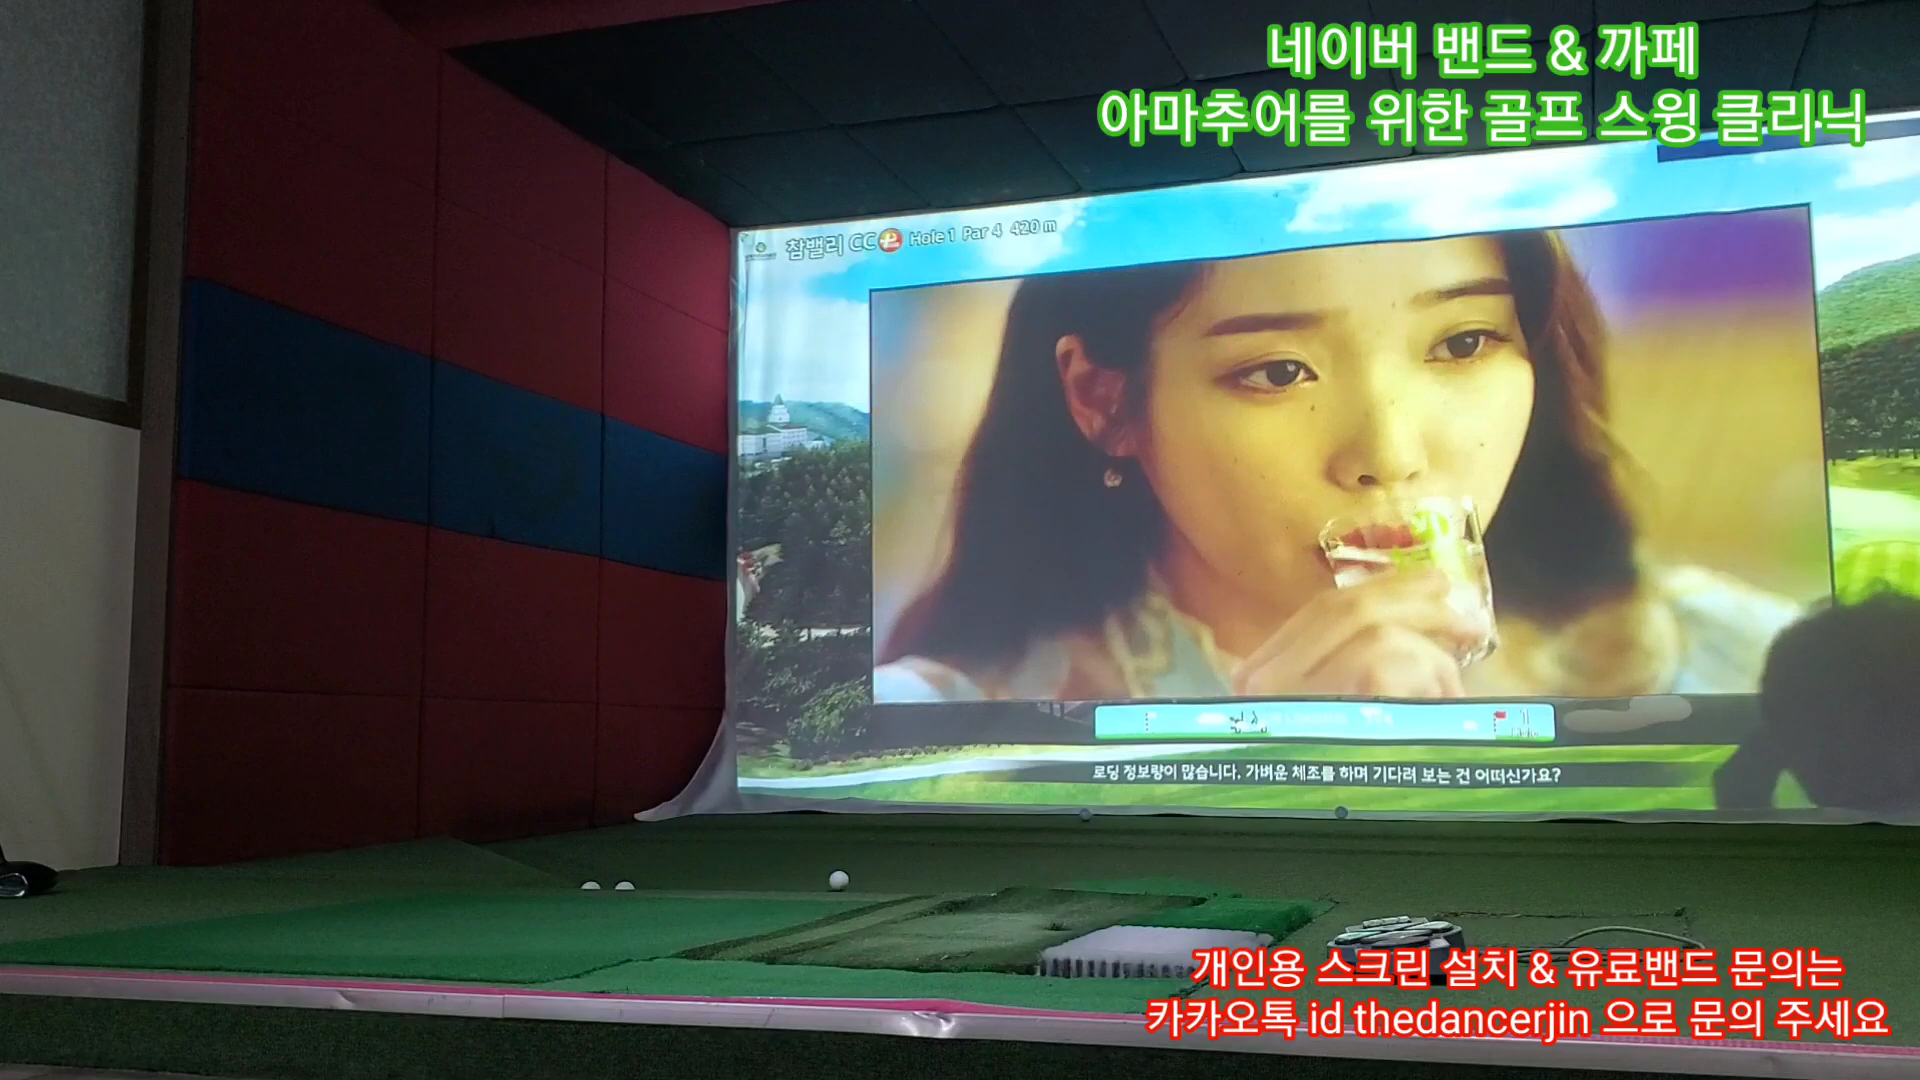 네이버 밴드 & 까페
아마추어를 위한 골프 스윙 클리닉
참밸리 CC Hole 1 Par 4 420 m
로딩 정보량이 많습니다. 가벼운 체조를 하며 기다려 보는 건 어떠신가요?
개인용 스크린 설치 & 유료밴드 문의는
카카오톡 id thedancerjin 으로 문의 주세요